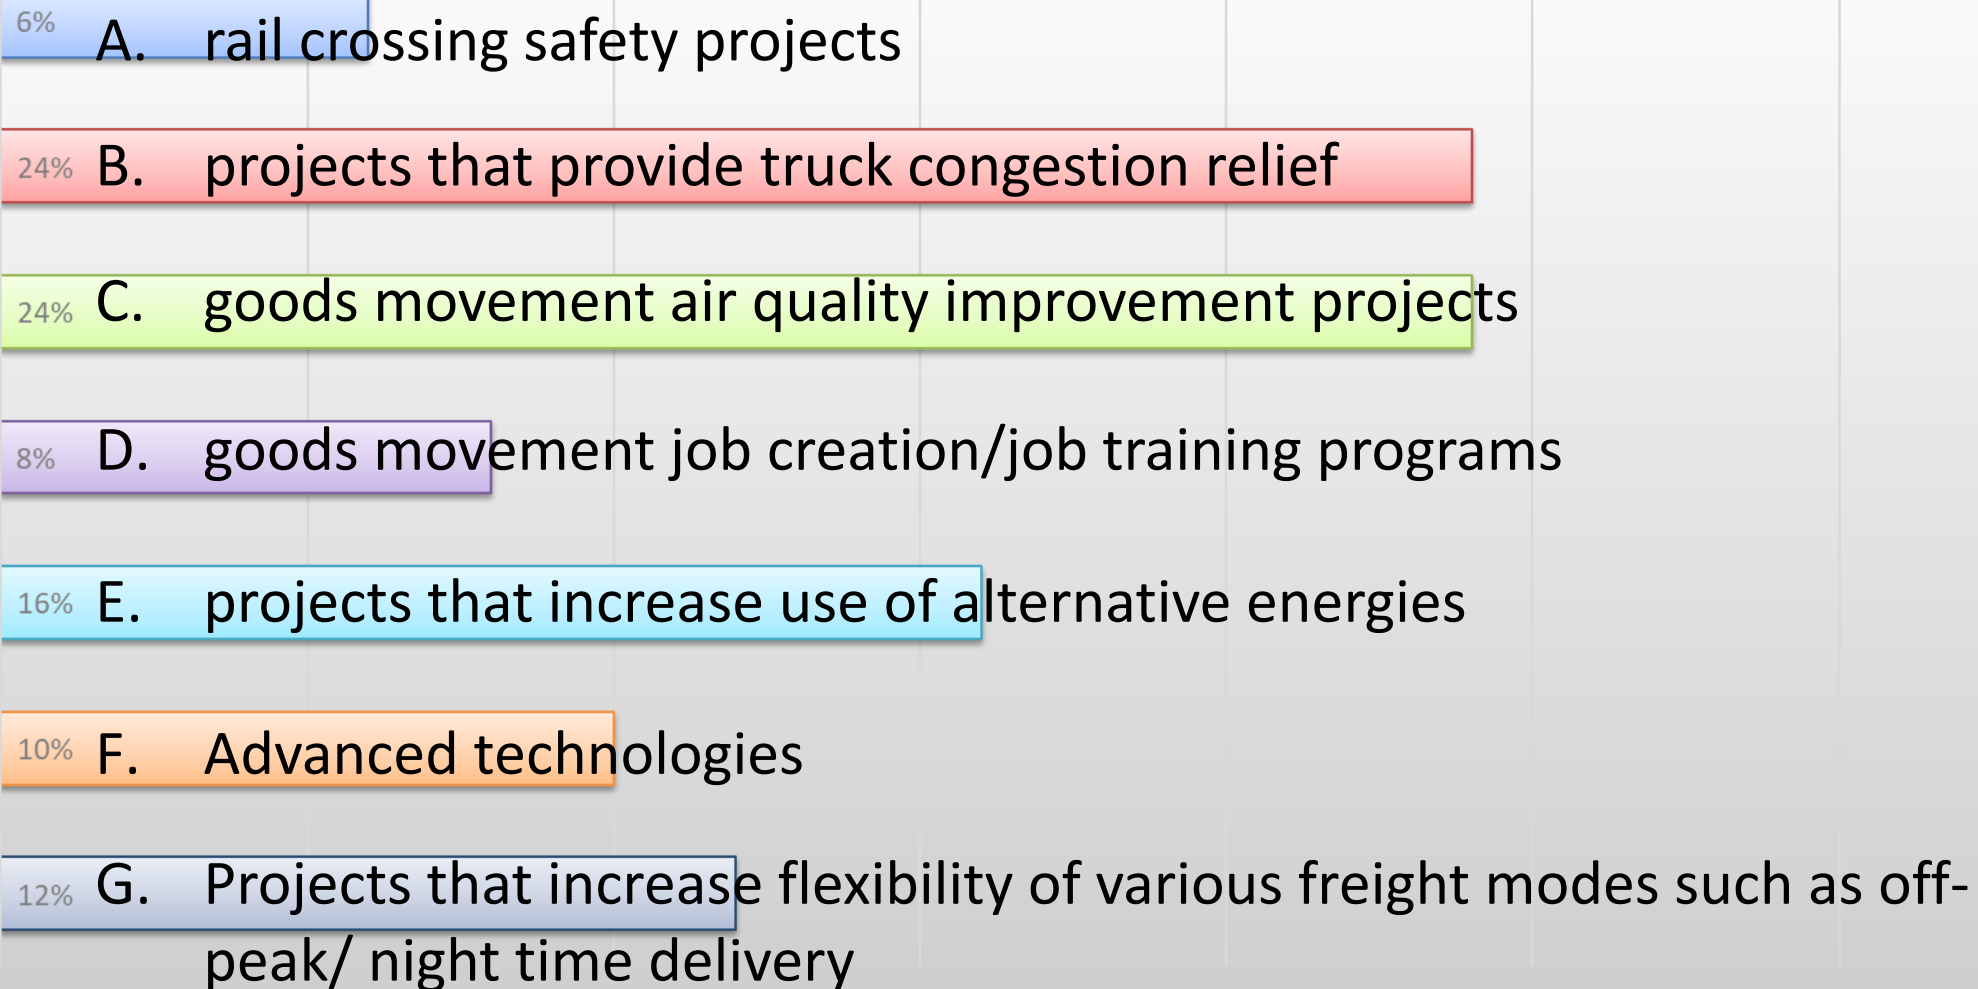 6% A. rail crossing safety projects
24% B. projects that provide truck congestion relief
24% C. goods movement air quality improvement projects
8% D. goods movement job creation/job training programs
16% E. projects that increase use of alternative energies
10% F. Advanced technologies
12% G. Projects that increase flexibility of various freight modes such as off-
peak/ night time delivery